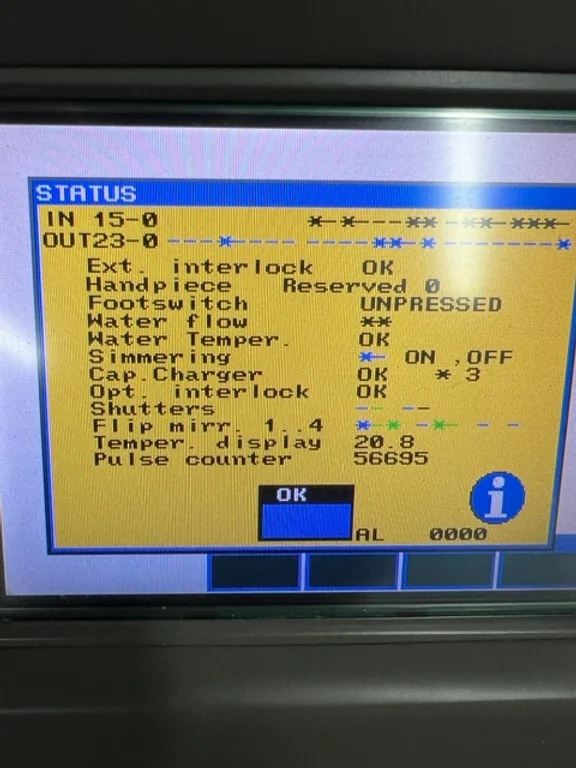 STATUS
IN 15-0 *-*---**-**-***-
OUT23-0 ---*---- ----**-* -------*
Ext. interlock OK
Handpiece Reserved 0
Footswitch UNPRESSED
Water flow **
Water Temper. OK
Simmering *- ON ,OFF
Cap.Charger OK * 3
Opt. interlock OK
Shutters -- --
Flip mirr. 1..4 *- *- -*- - -
Temper. display 20.8
Pulse counter 56695
OK
i
AL 0000